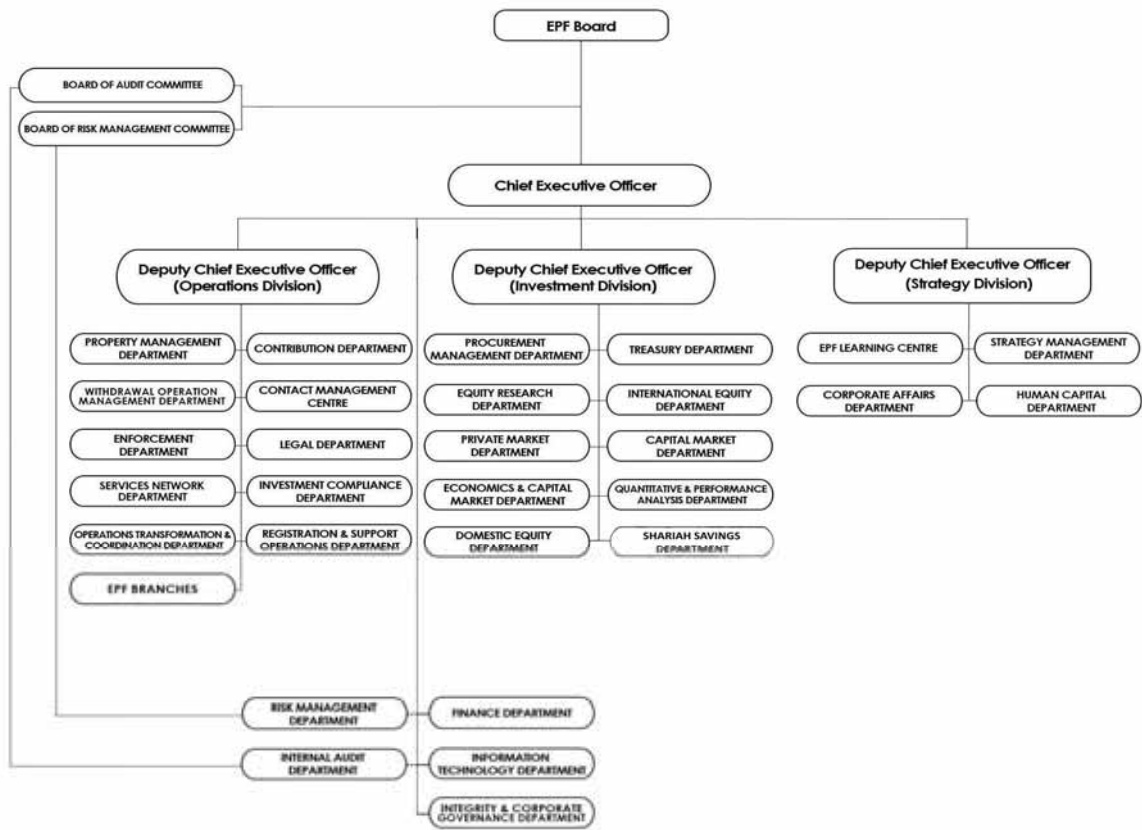 EPF Board
BOARD OF AUDIT COMMITTEE
BOARD OF RISK MANAGEMENT COMMITTEE
Chief Executive Officer
Deputy Chief Executive Officer
(Operations Division)
Deputy Chief Executive Officer
(Investment Division)
Deputy Chief Executive Officer
(Strategy Division)
PROPERTY MANAGEMENT
DEPARTMENT
CONTRIBUTION DEPARTMENT
WITHDRAWAL OPERATION
MANAGEMENT DEPARTMENT
CONTACT MANAGEMENT
CENTRE
ENFORCEMENT
DEPARTMENT
LEGAL DEPARTMENT
SERVICES NETWORK
DEPARTMENT
INVESTMENT COMPLIANCE
DEPARTMENT
OPERATIONS TRANSFORMATION &
COORDINATION DEPARTMENT
REGISTRATION & SUPPORT
OPERATIONS DEPARTMENT
EPF BRANCHES
PROCUREMENT
MANAGEMENT DEPARTMENT
TREASURY DEPARTMENT
EQUITY RESEARCH
DEPARTMENT
INTERNATIONAL EQUITY
DEPARTMENT
PRIVATE MARKET
DEPARTMENT
CAPITAL MARKET
DEPARTMENT
ECONOMICS & CAPITAL
MARKET DEPARTMENT
QUANTITATIVE & PERFORMANCE
ANALYSIS DEPARTMENT
DOMESTIC EQUITY
DEPARTMENT
SHARIAH SAVINGS
DEPARTMENT
EPF LEARNING CENTRE
STRATEGY MANAGEMENT
DEPARTMENT
CORPORATE AFFAIRS
DEPARTMENT
HUMAN CAPITAL
DEPARTMENT
RISK MANAGEMENT
DEPARTMENT
FINANCE DEPARTMENT
INTERNAL AUDIT
DEPARTMENT
INFORMATION
TECHNOLOGY DEPARTMENT
INTEGRITY & CORPORATE
GOVERNANCE DEPARTMENT